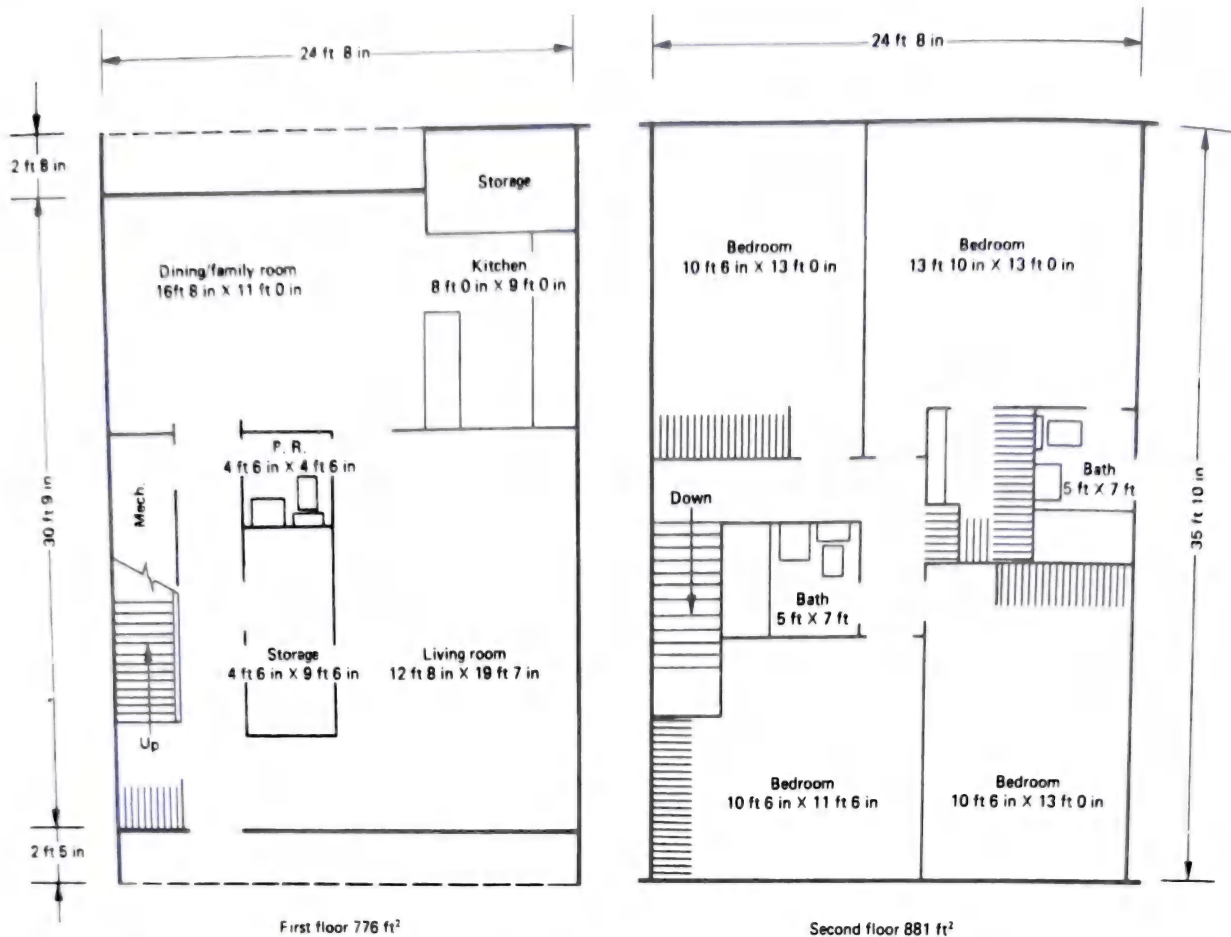 24 ft 8 in
24 ft 8 in
2 ft 8 in
Storage
Dining/family room
16ft 8 in X 11 ft 0 in
Kitchen
8 ft 0 in X 9 ft 0 in
Bedroom
10 ft 6 in X 13 ft 0 in
Bedroom
13 ft 10 in X 13 ft 0 in
30 ft 9 in
P. R.
4 ft 6 in X 4 ft 6 in
Mech.
Down
Bath
5 ft X 7 ft
35 ft 10 in
Bath
5 ft X 7 ft
Storage
4 ft 6 in X 9 ft 6 in
Living room
12 ft 8 in X 19 ft 7 in
Up
Bedroom
10 ft 6 in X 11 ft 6 in
Bedroom
10 ft 6 in X 13 ft 0 in
2 ft 5 in
First floor 776 ft²
Second floor 881 ft²